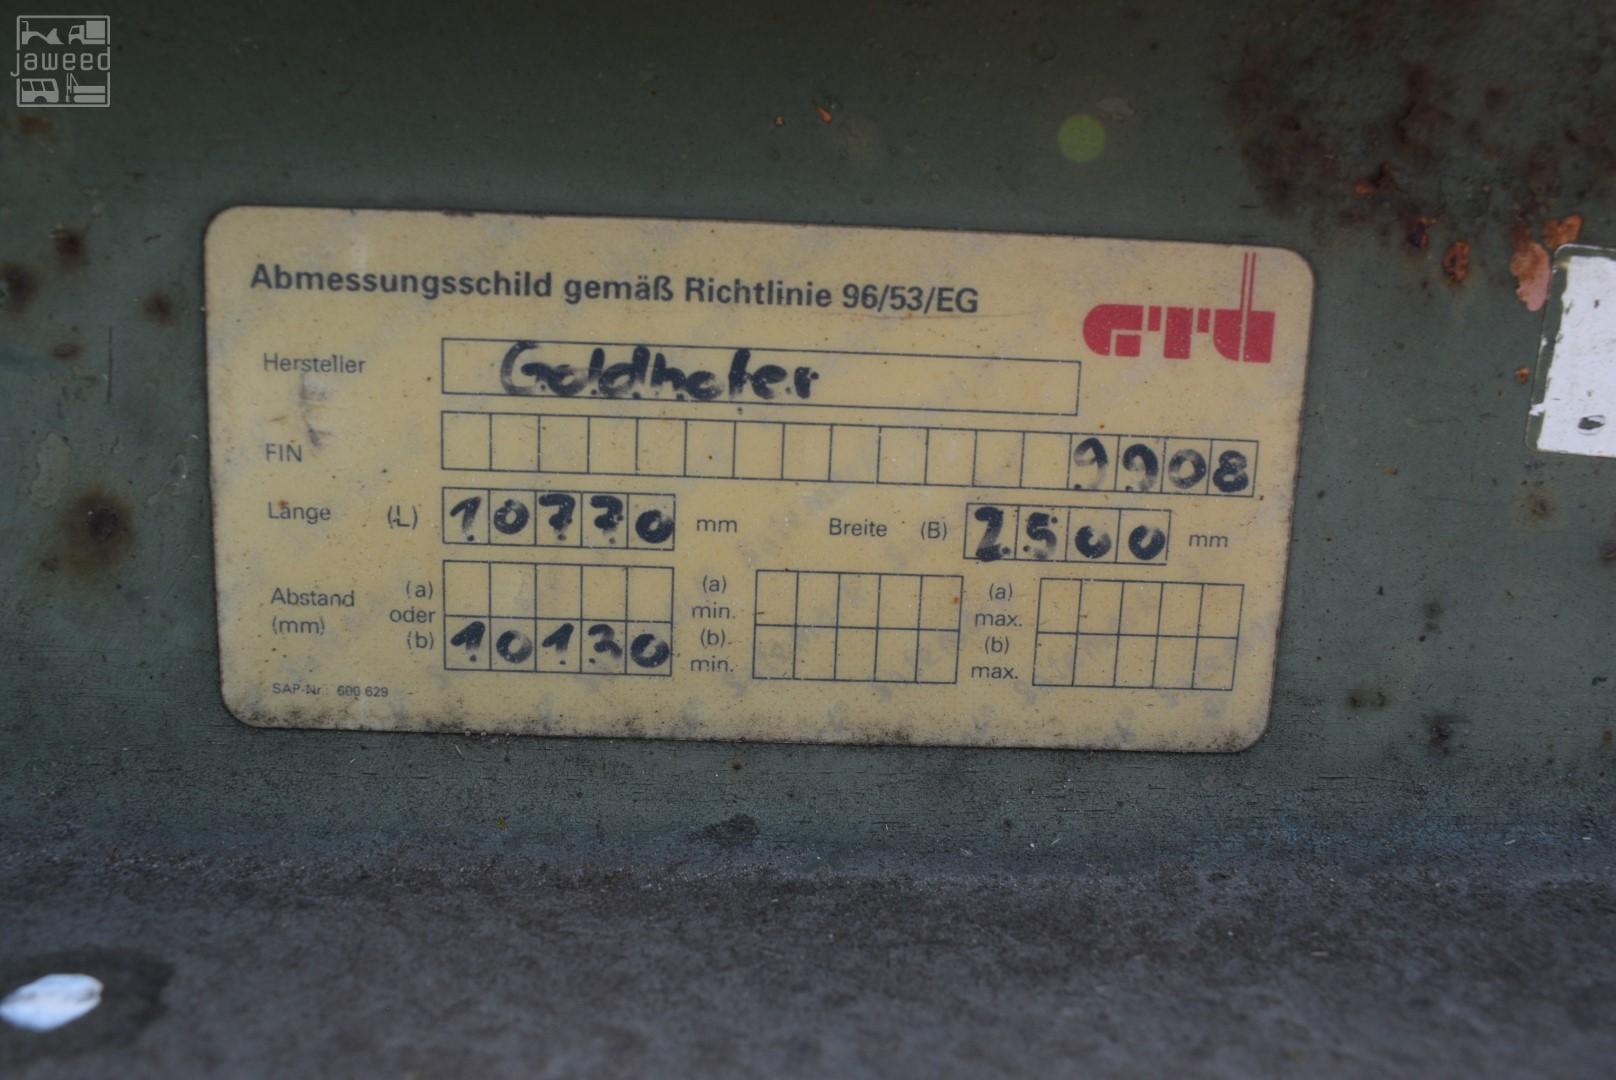 jaweed
Abmessungsschild gemäß Richtlinie 96/53/EG
Hersteller Goldhofer
FIN 9908
Länge (L) 10770 mm Breite (B) 2500 mm
Abstand (mm) (a) oder (b) 10130 (a) min. (b) min. (a) max. (b) max.
SAP-Nr.: 600 629